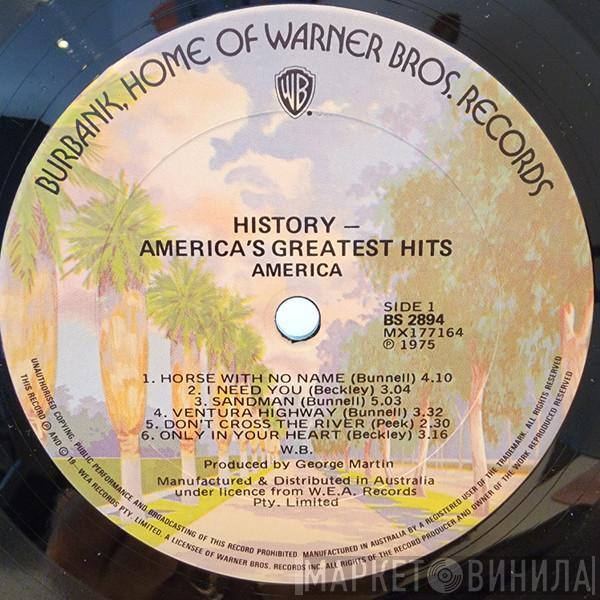 BURBANK, HOME OF WARNER BROS. RECORDS
WB
HISTORY —
AMERICA'S GREATEST HITS
AMERICA
SIDE 1
BS 2894
MX177164
℗ 1975
1. HORSE WITH NO NAME (Bunnell) 4.10
2. I NEED YOU (Beckley) 3.04
3. SANDMAN (Bunnell) 5.03
4. VENTURA HIGHWAY (Bunnell) 3.32
5. DON'T CROSS THE RIVER (Peek) 2.30
6. ONLY IN YOUR HEART (Beckley) 3.16
W.B.
Produced by George Martin
Manufactured & Distributed in Australia
under licence from W.E.A. Records
Pty. Limited
UNAUTHORISED COPYING, PUBLIC PERFORMANCE AND BROADCASTING OF THIS RECORD PROHIBITED. MANUFACTURED IN AUSTRALIA BY A REGISTERED USER OF THE TRADEMARK. ALL RIGHTS RESERVED
THIS RECORD ℗ AND © 19 - WEA RECORDS PTY. LIMITED. A LICENSEE OF WARNER BROS. RECORDS INC. ALL RIGHTS OF THE RECORD PRODUCER AND OWNER OF THE WORK REPRODUCED RESERVED
МАРКЕТ ВИНИЛА